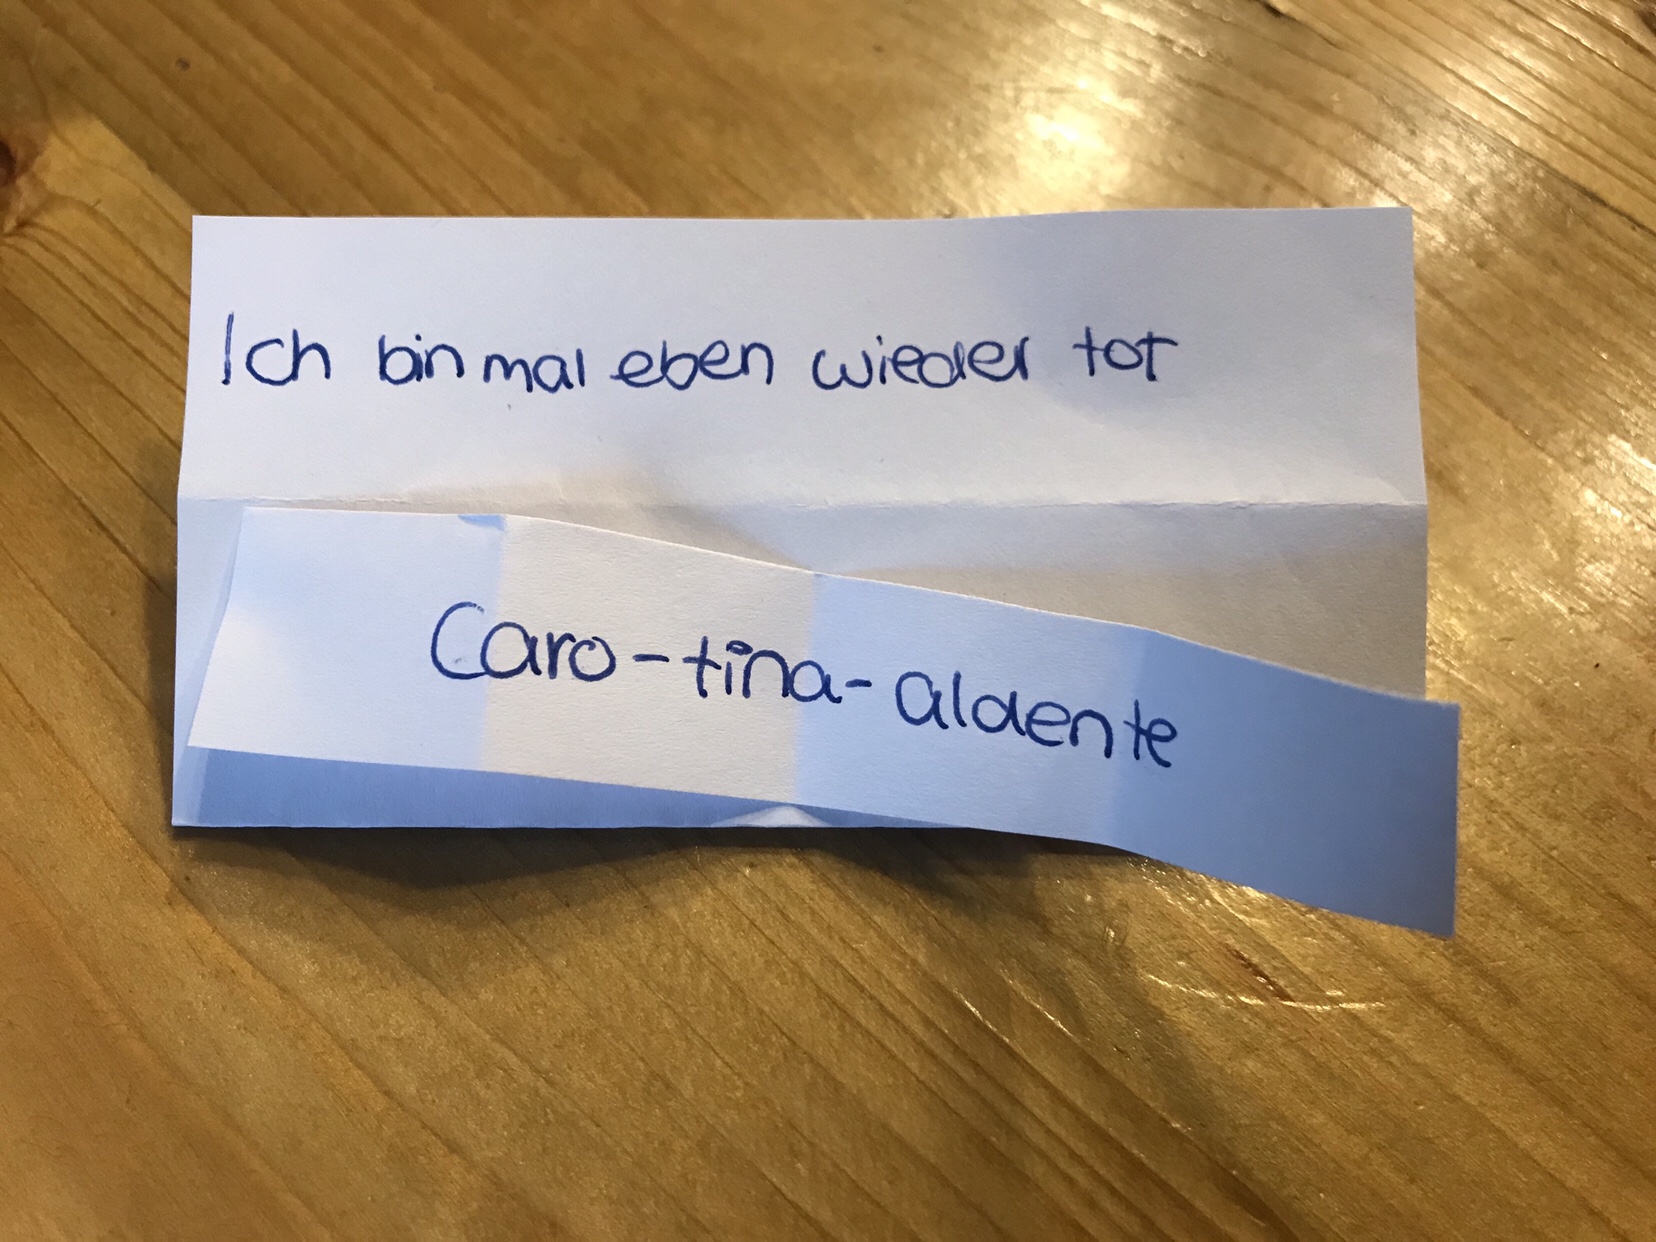 Ich bin mal eben wieder tot
Caro-tina-aldente